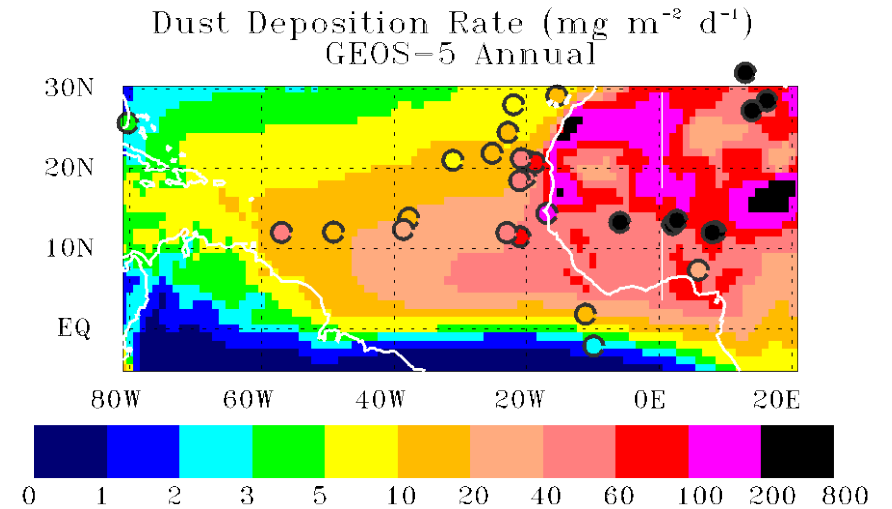 Dust Deposition Rate (mg m⁻² d⁻¹)
GEOS-5 Annual
30N
20N
10N
EQ
80W 60W 40W 20W 0E 20E
0 1 2 3 5 10 20 40 60 100 200 800